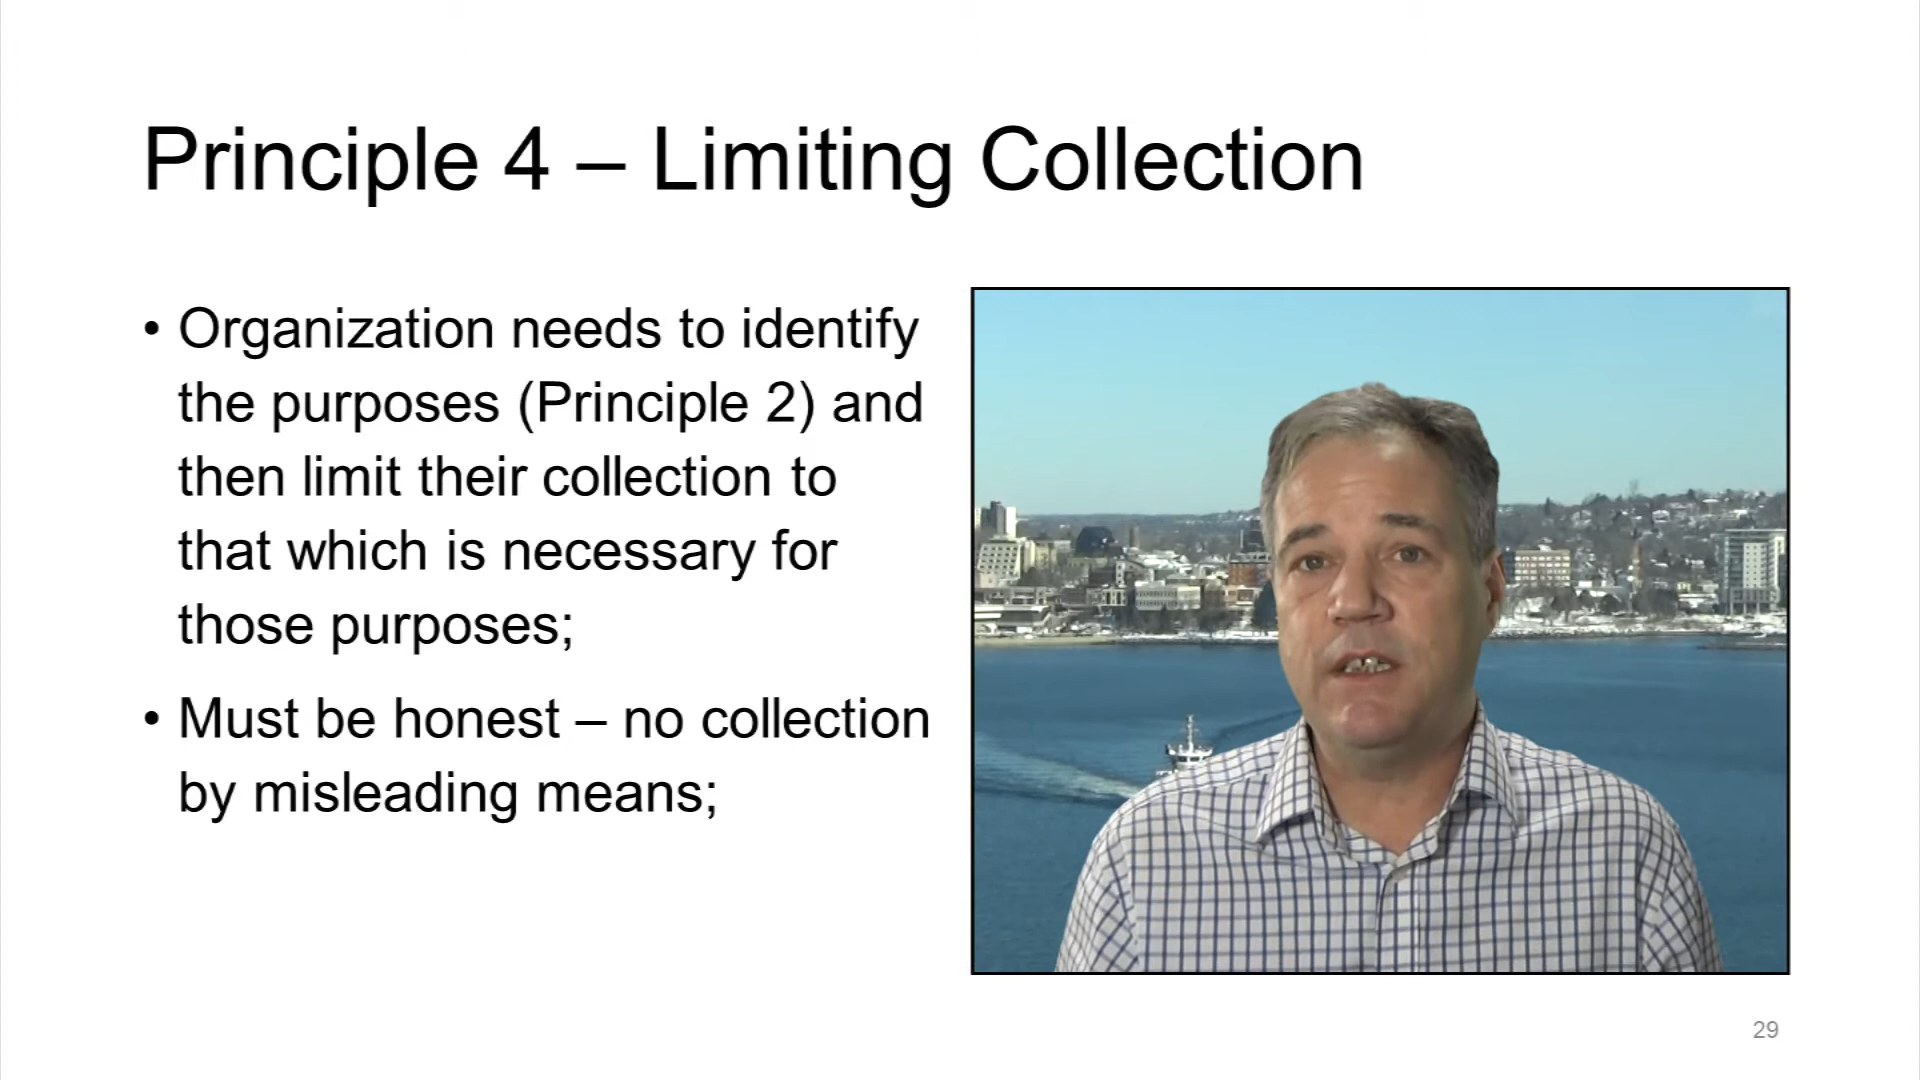 Principle 4 – Limiting Collection
• Organization needs to identify
the purposes (Principle 2) and
then limit their collection to
that which is necessary for
those purposes;
• Must be honest – no collection
by misleading means;
29